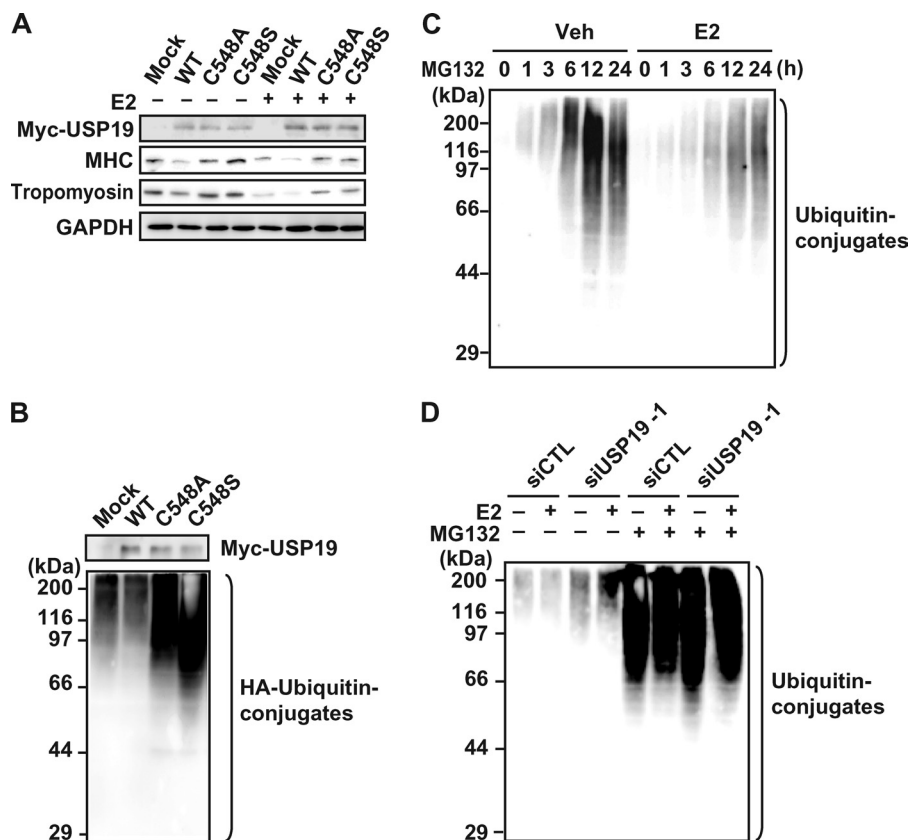 A
Mock WT C548A C548S Mock WT C548A C548S
E2 – – – – + + + +
Myc-USP19
MHC
Tropomyosin
GAPDH
B
Mock WT C548A C548S
Myc-USP19
(kDa)
200
116
97
66
44
29
HA-Ubiquitin-
conjugates
C
Veh E2
MG132 0 1 3 6 12 24 0 1 3 6 12 24 (h)
(kDa)
200
116
97
66
44
29
Ubiquitin-
conjugates
D
siCTL siUSP19 -1 siCTL siUSP19 -1
E2 – + – + – + – +
MG132 – – – – + + + +
(kDa)
200
116
97
66
44
29
Ubiquitin-
conjugates